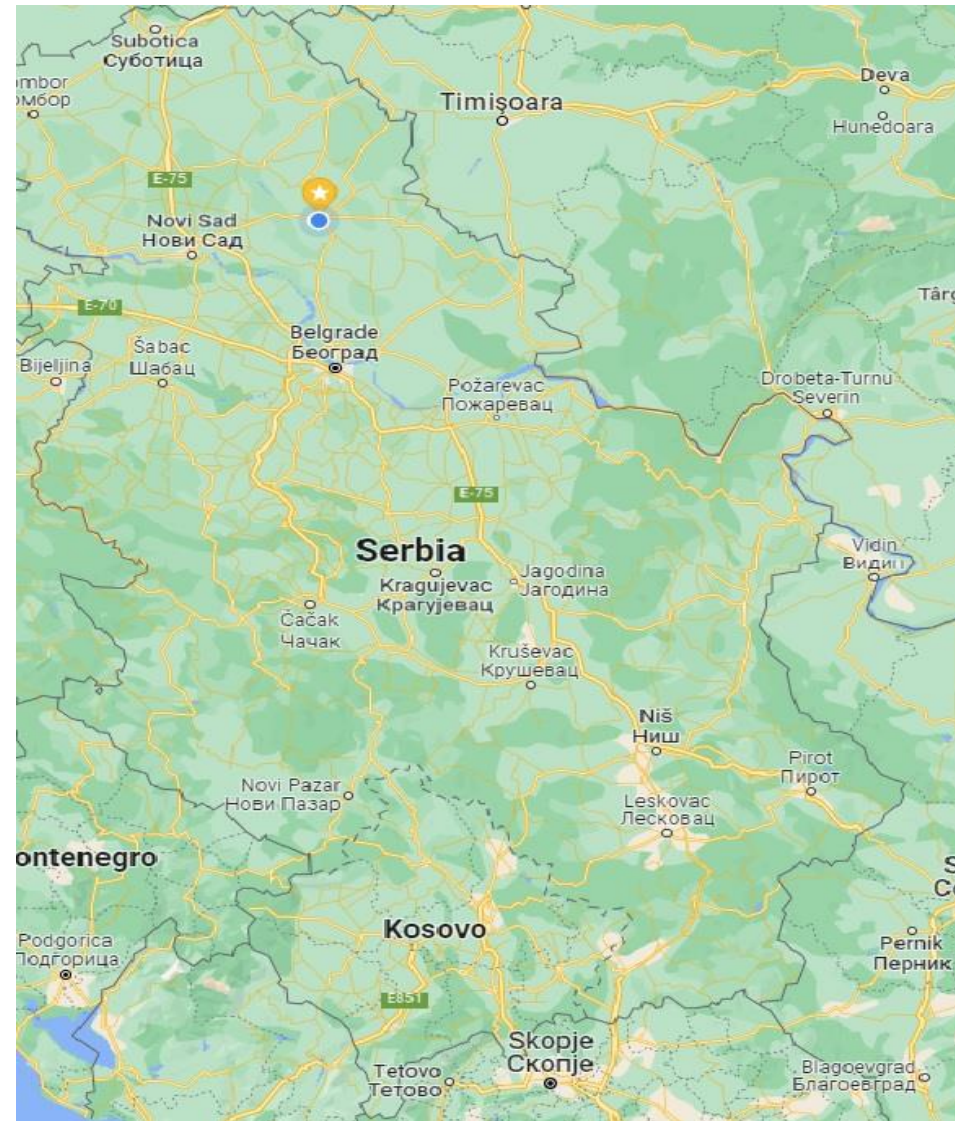 Subotica
Суботица
mbor
омбор
Timişoara
Deva
Hunedoara
E-75
Novi Sad
Нови Сад
E-70
Târg
Belgrade
Београд
Šabac
Шабац
Bijeljina
Požarevac
Пожаревац
Drobeta-Turnu
Severin
E-75
Serbia
Vidin
Видин
Kragujevac
Крагујевац
Jagodina
Јагодина
Čačak
Чачак
Kruševac
Крушевац
Niš
Ниш
Pirot
Пирот
Novi Pazar
Нови Пазар
Leskovac
Лесковац
ontenegro
S
Со
Kosovo
Podgorica
Подгорица
Pernik
Перник
E851
Skopje
Скопје
Tetovo
Тетово
Blagoevgrad
Благоевград